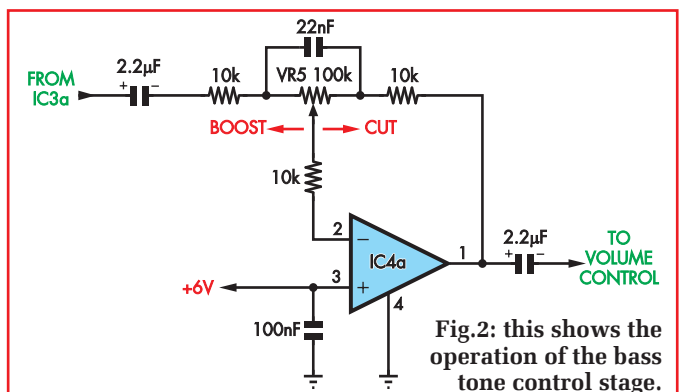 22nF
2.2µF
10k
VR5 100k
10k
FROM
IC3a
+
–
BOOST
CUT
10k
2
–
IC4a
1
2.2µF
+
–
TO
VOLUME
CONTROL
+6V
3
+
4
100nF
Fig.2: this shows the
operation of the bass
tone control stage.